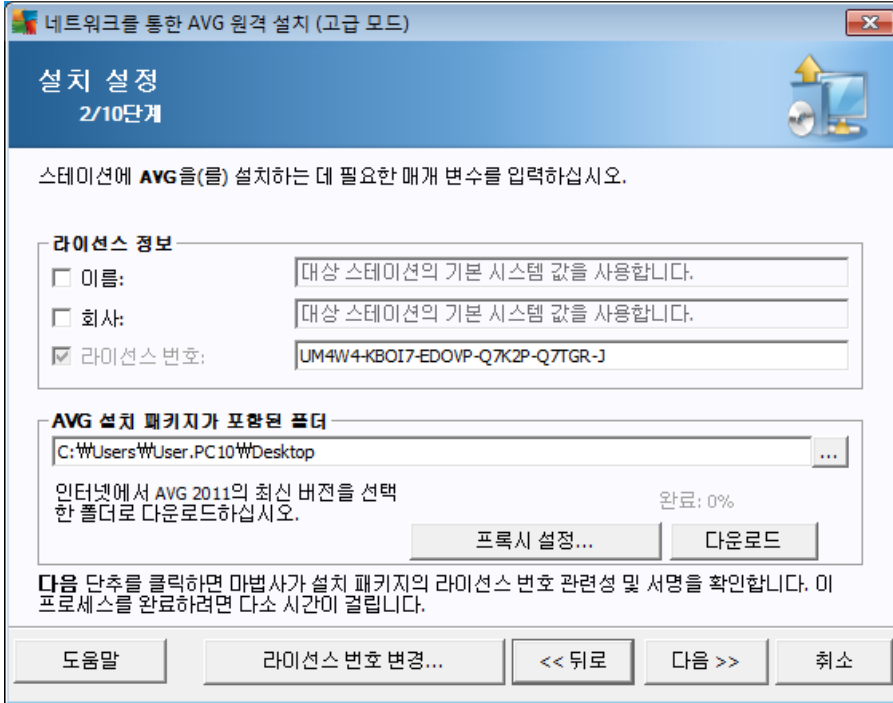 네트워크를 통한 AVG 원격 설치 (고급 모드)
설치 설정
2/10단계
스테이션에 AVG을(를) 설치하는 데 필요한 매개 변수를 입력하십시오.
라이선스 정보
이름:
대상 스테이션의 기본 시스템 값을 사용합니다.
회사:
대상 스테이션의 기본 시스템 값을 사용합니다.
라이선스 번호:
UM4W4-KBOI7-EDOVP-Q7K2P-Q7TGR-J
AVG 설치 패키지가 포함된 폴더
C:₩Users₩User.PC10₩Desktop
...
인터넷에서 AVG 2011의 최신 버전을 선택
한 폴더로 다운로드하십시오.
완료: 0%
프록시 설정...
다운로드
다음 단추를 클릭하면 마법사가 설치 패키지의 라이선스 번호 관련성 및 서명을 확인합니다. 이
프로세스를 완료하려면 다소 시간이 걸립니다.
도움말
라이선스 번호 변경...
<< 뒤로
다음 >>
취소